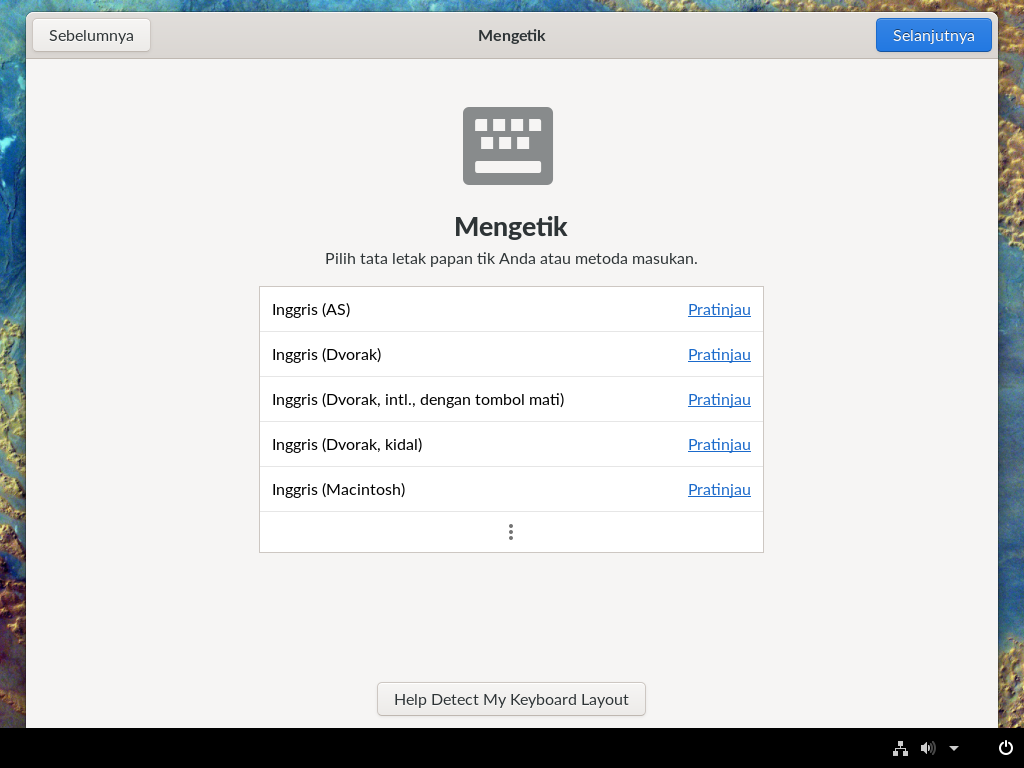 Sebelumnya
Mengetik
Selanjutnya
Mengetik
Pilih tata letak papan tik Anda atau metoda masukan.
Inggris (AS) Pratinjau
Inggris (Dvorak) Pratinjau
Inggris (Dvorak, intl., dengan tombol mati) Pratinjau
Inggris (Dvorak, kidal) Pratinjau
Inggris (Macintosh) Pratinjau
Help Detect My Keyboard Layout